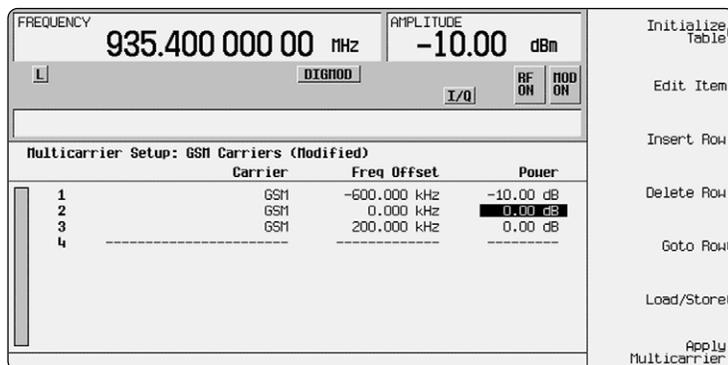 FREQUENCY
935.400 000 00 MHz
AMPLITUDE
-10.00 dBm
L
DIGMOD
I/Q
RF ON
MOD ON
Multicarrier Setup: GSM Carriers (Modified)
Carrier Freq Offset Power
1 GSM -600.000 kHz -10.00 dB
2 GSM 0.000 kHz 0.00 dB
3 GSM 200.000 kHz 0.00 dB
4 ----------------------- ------------- ---------
Initialize
Table
Edit Item
Insert Row
Delete Row
Goto Row
Load/Store
Apply
Multicarrier